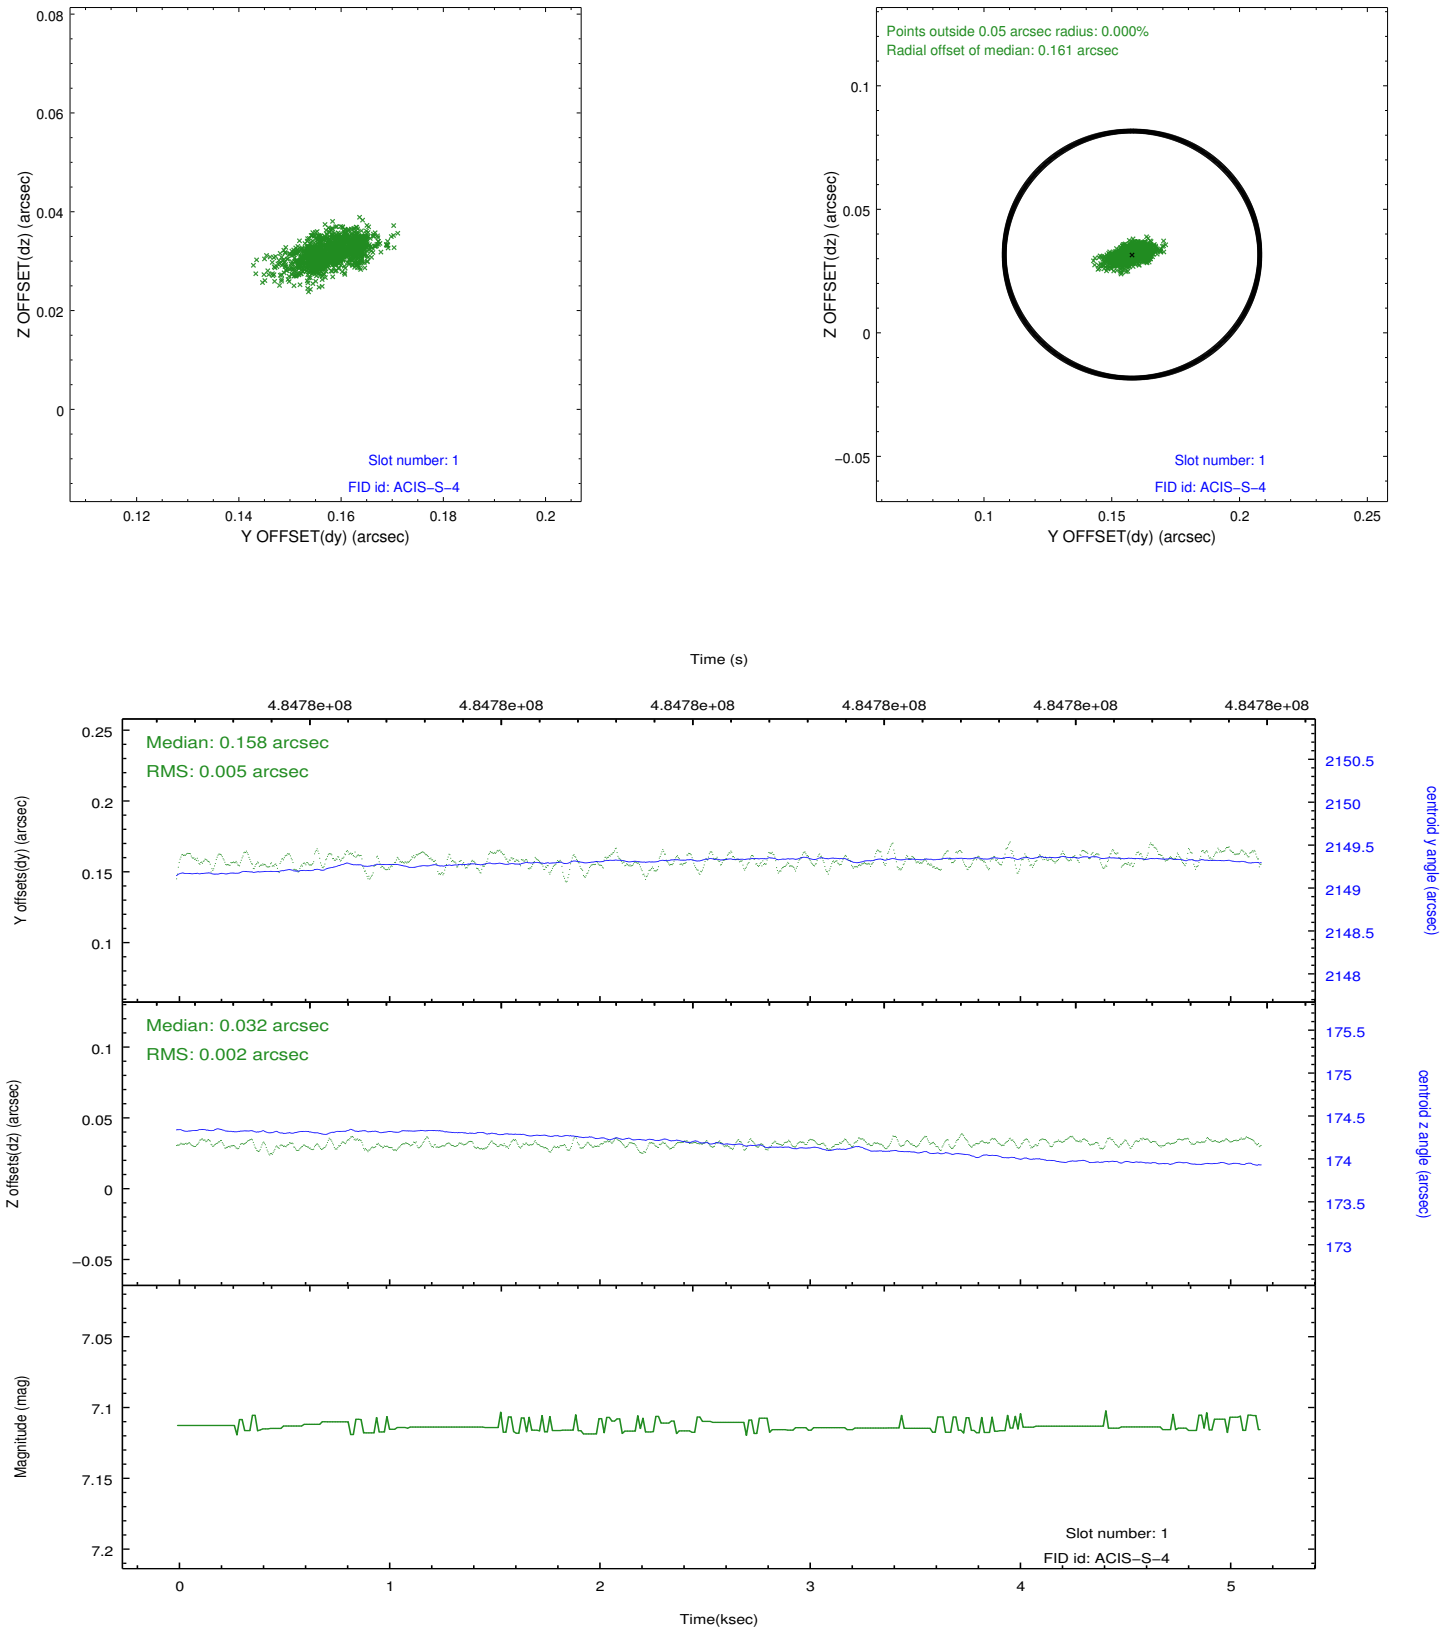 0.08
0.06
0.04
0.02
0
Z OFFSET(dz) (arcsec)
Slot number: 1
FID id: ACIS−S−4
0.12
0.14
0.16
0.18
0.2
Y OFFSET(dy) (arcsec)
Points outside 0.05 arcsec radius: 0.000%
Radial offset of median: 0.161 arcsec
0.1
0.05
0
−0.05
Z OFFSET(dz) (arcsec)
Slot number: 1
FID id: ACIS−S−4
0.1
0.15
0.2
0.25
Y OFFSET(dy) (arcsec)
Time (s)
4.8478e+08
4.8478e+08
4.8478e+08
4.8478e+08
4.8478e+08
4.8478e+08
Median: 0.158 arcsec
RMS: 0.005 arcsec
0.25
0.2
0.15
0.1
Y offsets(dy) (arcsec)
2150.5
2150
2149.5
2149
2148.5
2148
centroid y angle (arcsec)
Median: 0.032 arcsec
RMS: 0.002 arcsec
0.1
0.05
0
−0.05
Z offsets(dz) (arcsec)
175.5
175
174.5
174
173.5
173
centroid z angle (arcsec)
7.05
7.1
7.15
7.2
Magnitude (mag)
Slot number: 1
FID id: ACIS−S−4
0
1
2
3
4
5
Time(ksec)